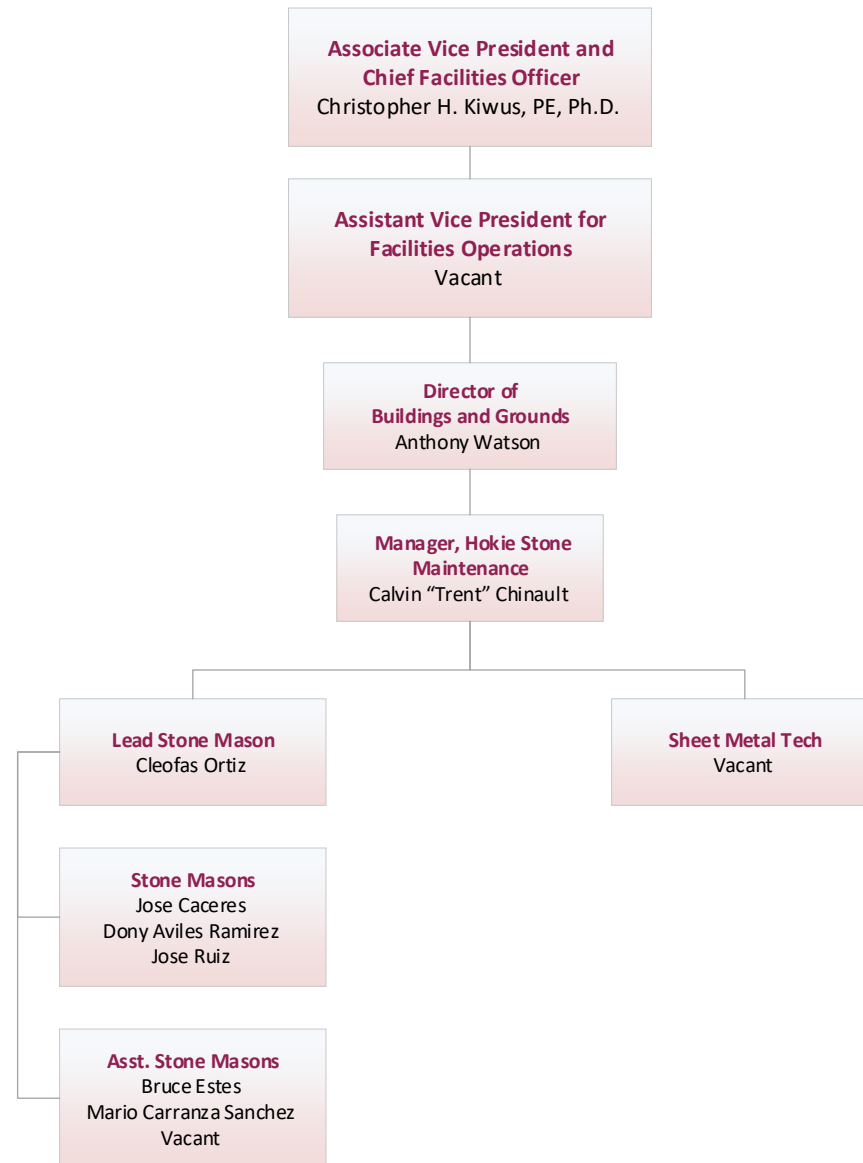 Associate Vice President and
Chief Facilities Officer
Christopher H. Kiwus, PE, Ph.D.
Assistant Vice President for
Facilities Operations
Vacant
Director of
Buildings and Grounds
Anthony Watson
Manager, Hokie Stone
Maintenance
Calvin “Trent” Chinault
Lead Stone Mason
Cleofas Ortiz
Sheet Metal Tech
Vacant
Stone Masons
Jose Caceres
Dony Aviles Ramirez
Jose Ruiz
Asst. Stone Masons
Bruce Estes
Mario Carranza Sanchez
Vacant